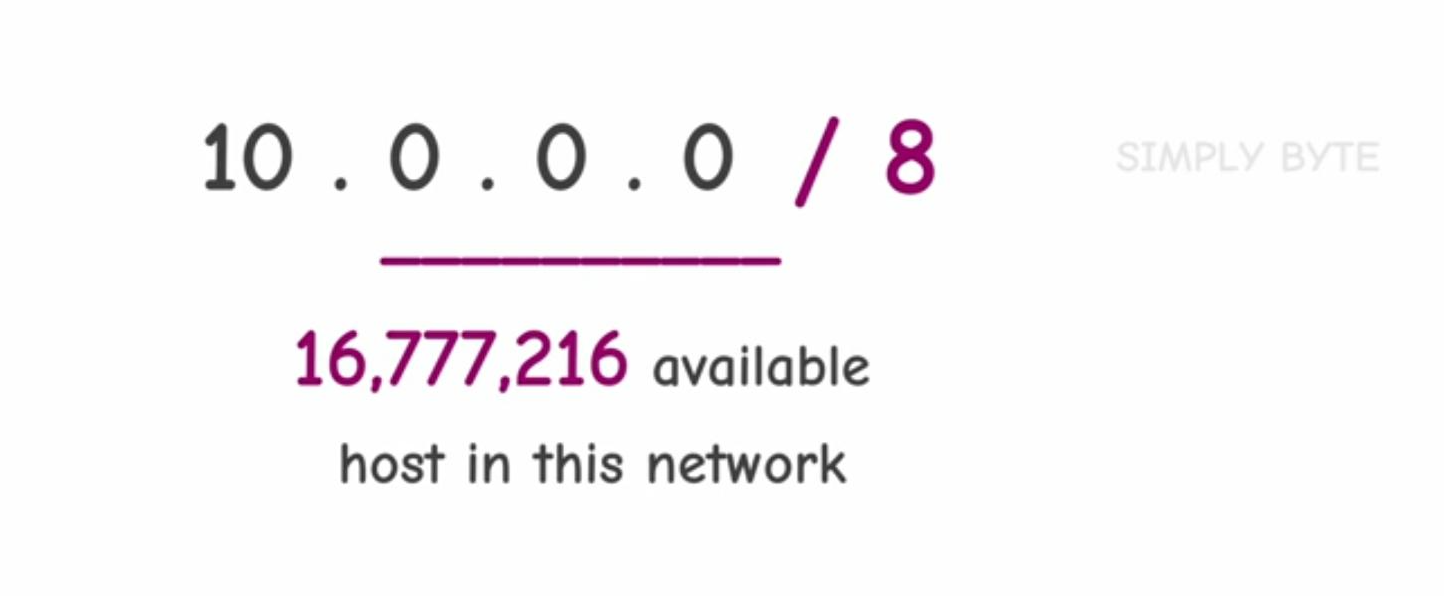 10 . 0 . 0 . 0 / 8
SIMPLY BYTE
16,777,216 available
host in this network